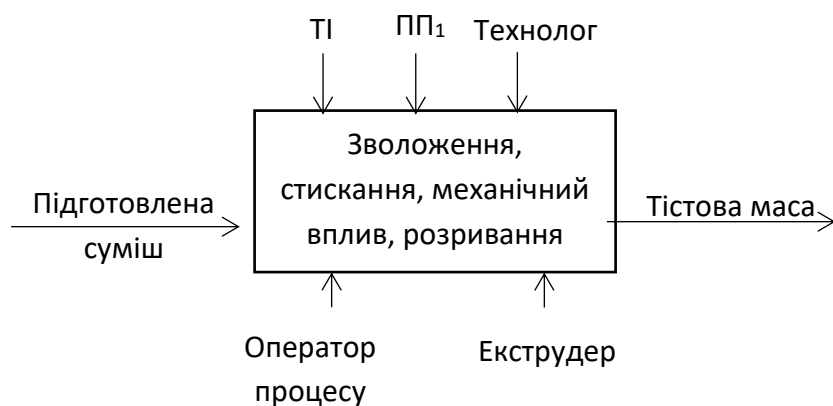 ТІ
ПП₁
Технолог
Зволоження,
стискання, механічний
вплив, розривання
Підготовлена
суміш
Тістова маса
Оператор
процесу
Екструдер